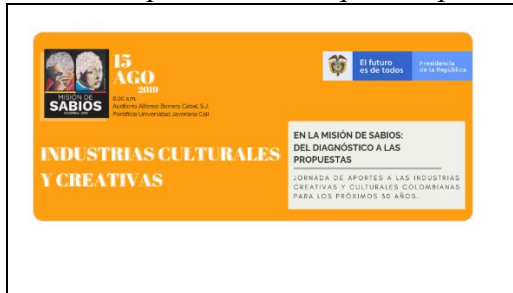 15
AGO
2019
8:00 a.m.
Auditorio Alfonso Borrero Cabal, S.J.
Pontificia Universidad Javeriana Cali
MISIÓN DE
SABIOS
COLOMBIA 2019
El futuro
es de todos
Presidencia
de la República
INDUSTRIAS CULTURALES
Y CREATIVAS
EN LA MISIÓN DE SABIOS:
DEL DIAGNÓSTICO A LAS
PROPUESTAS
JORNADA DE APORTES A LAS INDUSTRIAS
CREATIVAS Y CULTURALES COLOMBIANAS
PARA LOS PRÓXIMOS 50 AÑOS.